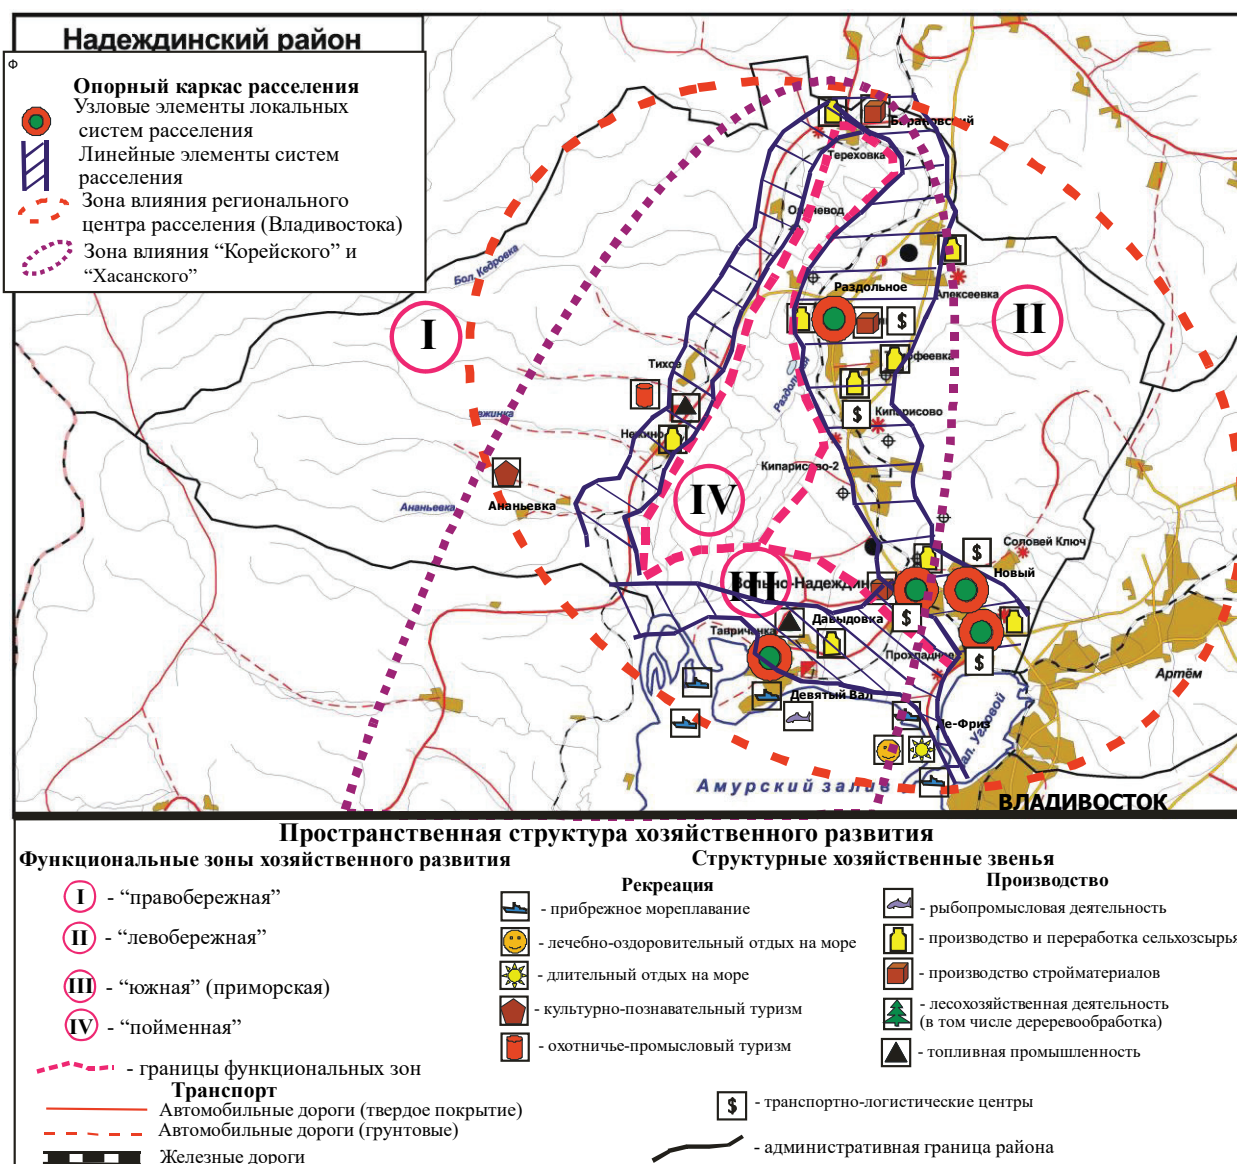 Надеждинский район
Ф
Опорный каркас расселения
Узловые элементы локальных
систем расселения
Линейные элементы систем
расселения
Зона влияния регионального
центра расселения (Владивостока)
Зона влияния “Корейского” и
“Хасанского”
Барановский
Тереховка
Бол. Кедровка
Раздольное
Алексеевка
I
II
Тихое
Кипарисово
Кипарисово-2
IV
Ананьевка
Ананьевка
Соловей Ключ
Новый
III
Давыдовка
Тавричанка
Прохладное
Артём
Девятый Вал
Де-Фриз
Амурский залив
ВЛАДИВОСТОК
Пространственная структура хозяйственного развития
Функциональные зоны хозяйственного развития
I - “правобережная”
II - “левобережная”
III - “южная” (приморская)
IV - “пойменная”
- границы функциональных зон
Транспорт
Автомобильные дороги (твердое покрытие)
Автомобильные дороги (грунтовые)
Железные дороги
Структурные хозяйственные звенья
Рекреация
- прибрежное мореплавание
- лечебно-оздоровительный отдых на море
- длительный отдых на море
- культурно-познавательный туризм
- охотничье-промысловый туризм
Производство
- рыбопромысловая деятельность
- производство и переработка сельхозсырья
- производство стройматериалов
- лесохозяйственная деятельность
(в том числе дереревообработка)
- топливная промышленность
$ - транспортно-логистические центры
- административная граница района